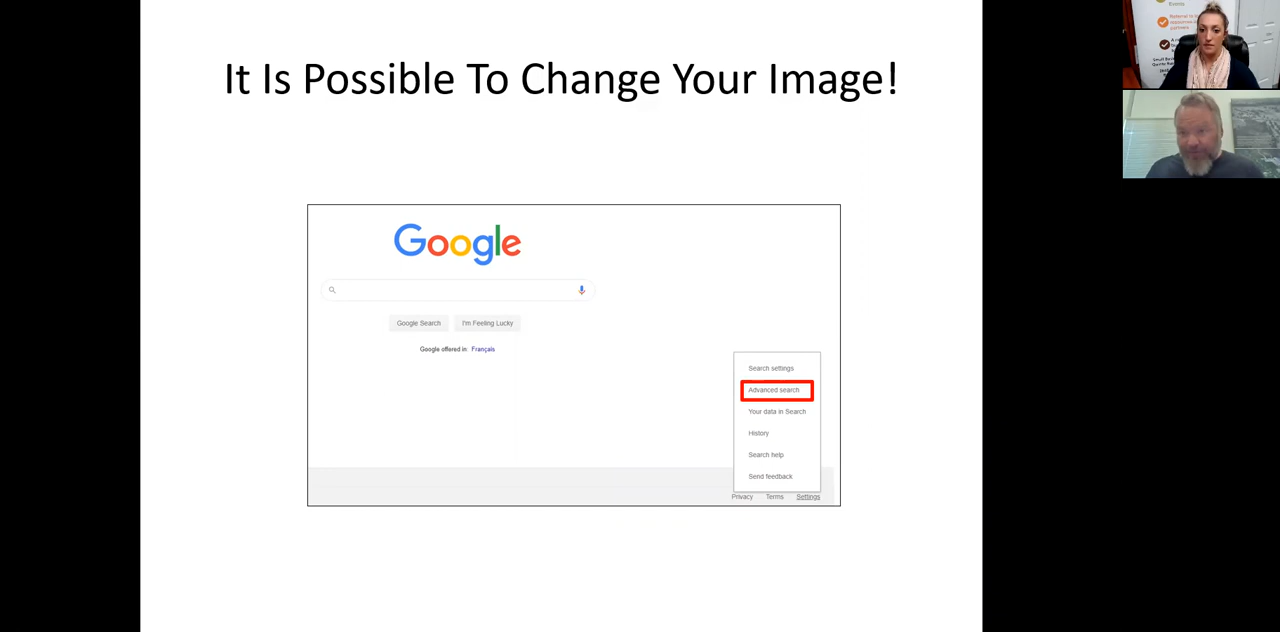 It Is Possible To Change Your Image!
Google
Google Search I'm Feeling Lucky
Google offered in: Français
Search settings
Advanced search
Your data in Search
History
Search help
Send feedback
Privacy Terms Settings
Events